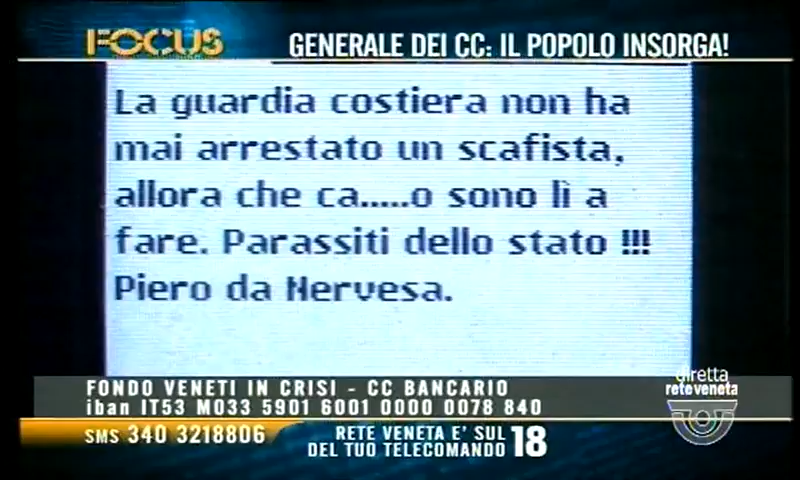 FOCUS
GENERALE DEI CC: IL POPOLO INSORGA!
La guardia costiera non ha
mai arrestato un scafista,
allora che ca.....o sono lì a
fare. Parassiti dello stato !!!
Piero da Nervesa.
FONDO VENETI IN CRISI - CC BANCARIO
iban IT53 M033 5901 6001 0000 0078 840
diretta
reteveneta
SMS 340 3218806
RETE VENETA E' SUL
DEL TUO TELECOMANDO 18